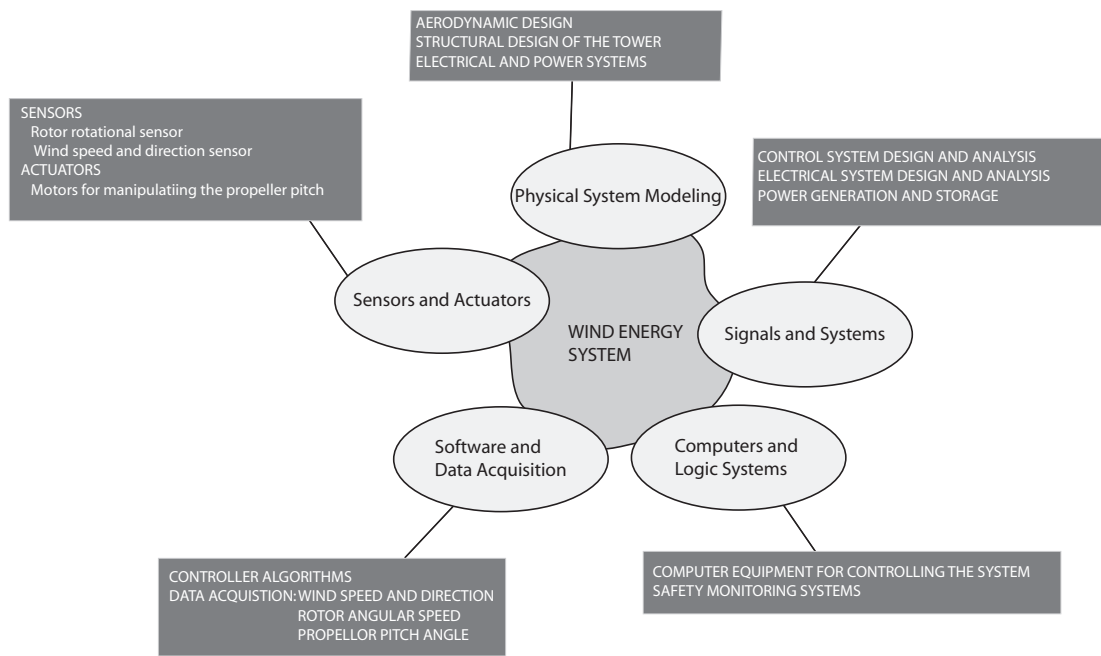 AERODYNAMIC DESIGN
STRUCTURAL DESIGN OF THE TOWER
ELECTRICAL AND POWER SYSTEMS
SENSORS
Rotor rotational sensor
Wind speed and direction sensor
ACTUATORS
Motors for manipulatiing the propeller pitch
CONTROL SYSTEM DESIGN AND ANALYSIS
ELECTRICAL SYSTEM DESIGN AND ANALYSIS
POWER GENERATION AND STORAGE
Physical System Modeling
Sensors and Actuators
WIND ENERGY
SYSTEM
Signals and Systems
Software and
Data Acquisition
Computers and
Logic Systems
CONTROLLER ALGORITHMS
DATA ACQUISTION: WIND SPEED AND DIRECTION
ROTOR ANGULAR SPEED
PROPELLOR PITCH ANGLE
COMPUTER EQUIPMENT FOR CONTROLLING THE SYSTEM
SAFETY MONITORING SYSTEMS